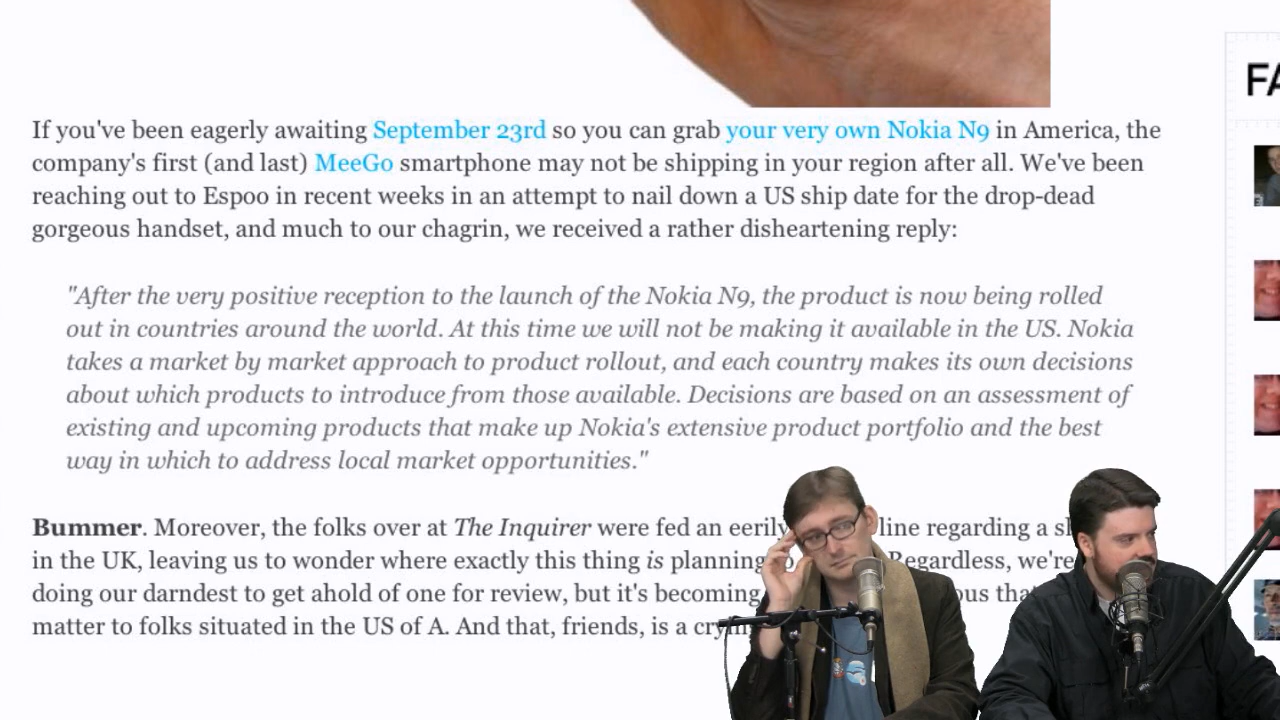 FA
If you've been eagerly awaiting September 23rd so you can grab your very own Nokia N9 in America, the
company's first (and last) MeeGo smartphone may not be shipping in your region after all. We've been
reaching out to Espoo in recent weeks in an attempt to nail down a US ship date for the drop-dead
gorgeous handset, and much to our chagrin, we received a rather disheartening reply:
"After the very positive reception to the launch of the Nokia N9, the product is now being rolled
out in countries around the world. At this time we will not be making it available in the US. Nokia
takes a market by market approach to product rollout, and each country makes its own decisions
about which products to introduce from those available. Decisions are based on an assessment of
existing and upcoming products that make up Nokia's extensive product portfolio and the best
way in which to address local market opportunities."
Bummer. Moreover, the folks over at The Inquirer were fed an eerily line regarding a
in the UK, leaving us to wonder where exactly this thing is planning Regardless, we're
doing our darndest to get ahold of one for review, but it's becoming
matter to folks situated in the US of A. And that, friends, is a